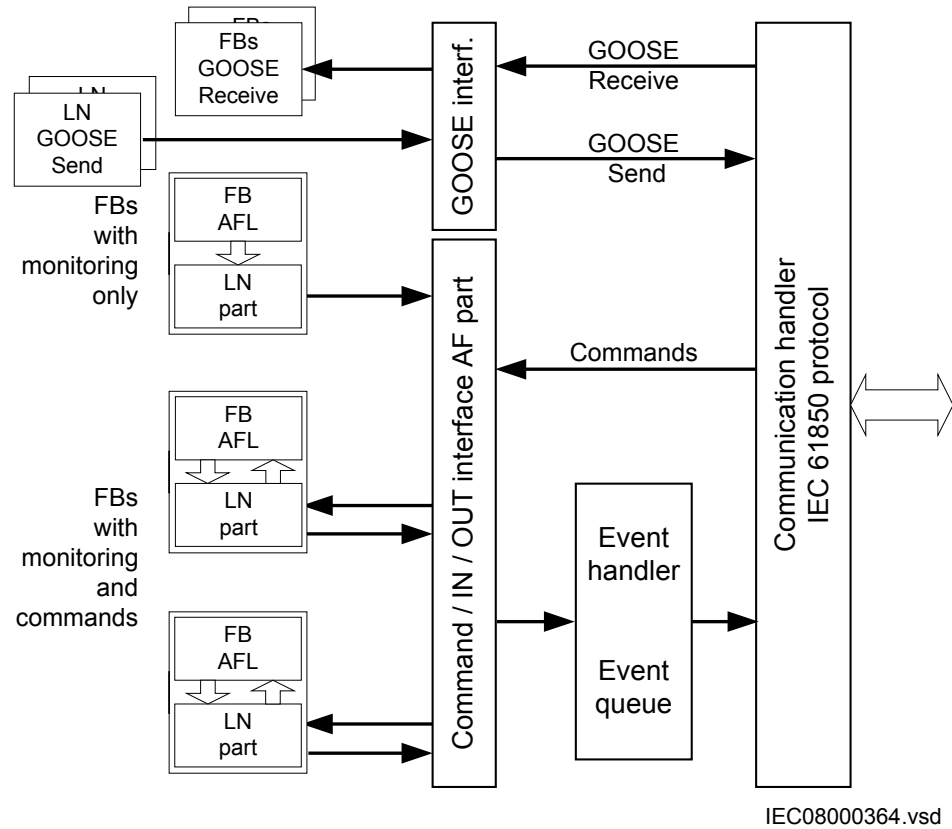 FBs
FBs
GOOSE
Receive
LN
LN
GOOSE
Send
GOOSE interf.
GOOSE
Receive
GOOSE
Send
FBs
with
monitoring
only
FB
AFL
LN
part
Command / IN / OUT interface AF part
Commands
Communication handler
IEC 61850 protocol
FBs
with
monitoring
and
commands
FB
AFL
LN
part
Event
handler
Event
queue
FB
AFL
LN
part
IEC08000364.vsd